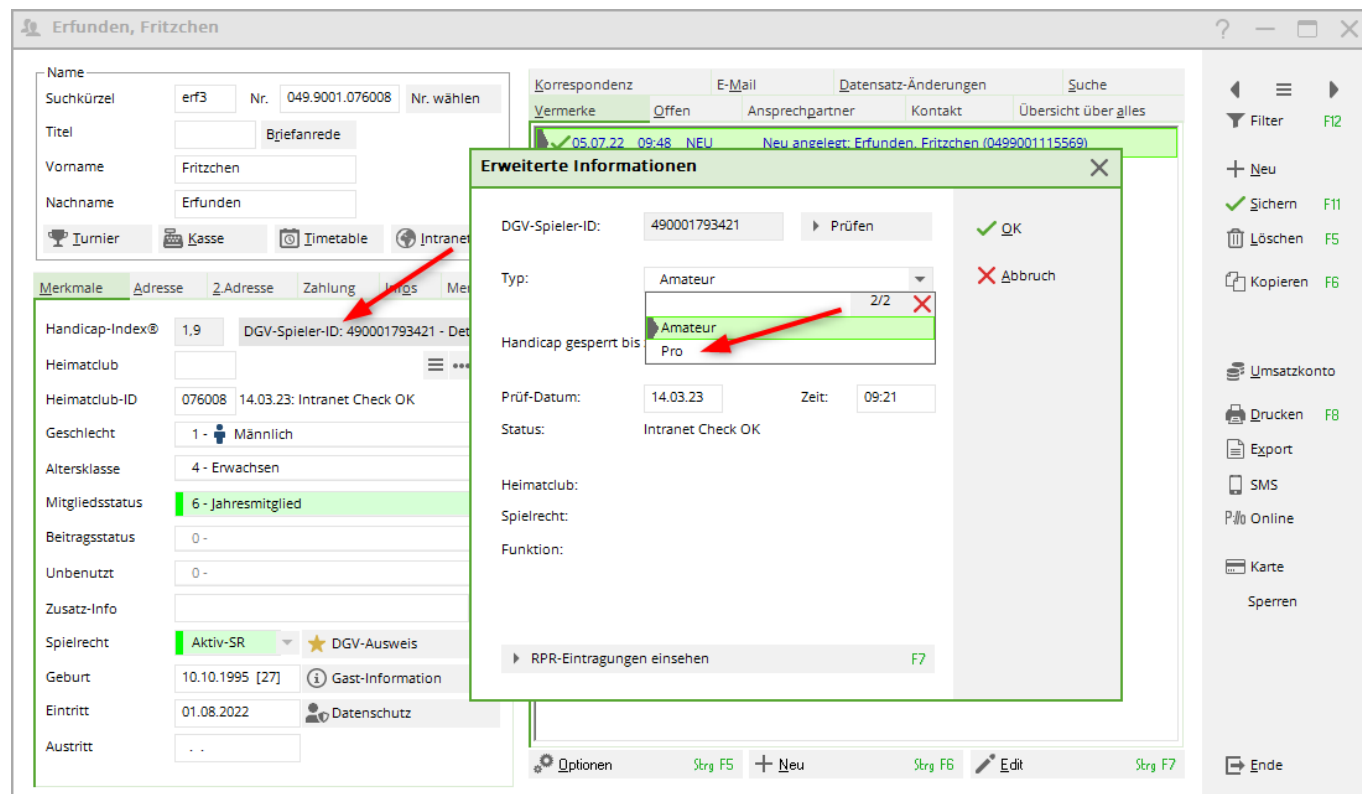 Erfunden, Fritzchen
?
Name
Suchkürzel erf3 Nr. 049.9001.076008 Nr. wählen
Titel Briefanrede
Vorname Fritzchen
Nachname Erfunden
Turnier Kasse Timetable Intranet
Merkmale Adresse 2.Adresse Zahlung Infos
Handicap-Index® 1,9 DGV-Spieler-ID: 490001793421 - Det
Heimatclub
Heimatclub-ID 076008 14.03.23: Intranet Check OK
Geschlecht 1 - Männlich
Altersklasse 4 - Erwachsen
Mitgliedsstatus 6 - Jahresmitglied
Beitragsstatus 0 -
Unbenutzt 0 -
Zusatz-Info
Spielrecht Aktiv-SR DGV-Ausweis
Geburt 10.10.1995 [27] Gast-Information
Eintritt 01.08.2022 Datenschutz
Austritt . .
Korrespondenz E-Mail Datensatz-Änderungen Suche
Vermerke Offen Ansprechpartner Kontakt Übersicht über alles
05.07.22 09:48 NEU Neu angelegt: Erfunden, Fritzchen (0499001115569)
Erweiterte Informationen
DGV-Spieler-ID: 490001793421 Prüfen
Typ: Amateur
2/2
Amateur
Pro
Handicap gesperrt bis
Prüf-Datum: 14.03.23 Zeit: 09:21
Status: Intranet Check OK
Heimatclub:
Spielrecht:
Funktion:
RPR-Eintragungen einsehen F7
OK
Abbruch
Optionen Strg F5 Neu Strg F6 Edit Strg F7
Filter F12
Neu
Sichern F11
Löschen F5
Kopieren F6
Umsatzkonto
Drucken F8
Export
SMS
Online
Karte
Sperren
Ende